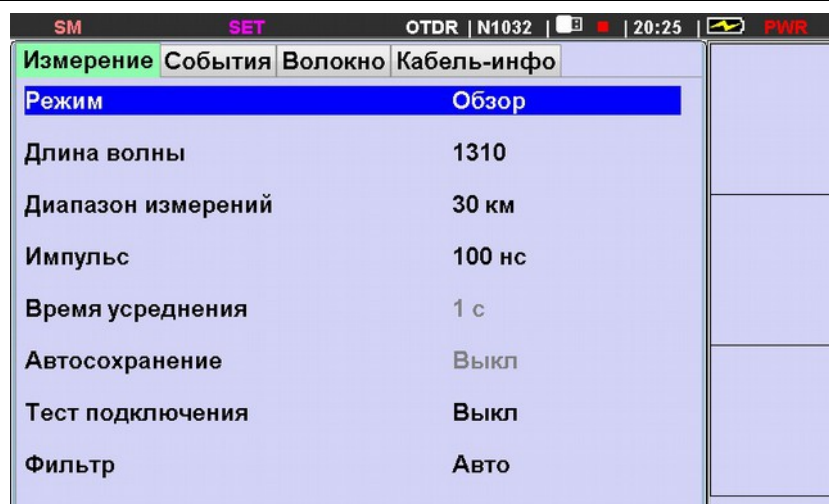 SM SET OTDR | N1032 | | 20:25 | PWR
Измерение События Волокно Кабель-инфо
Режим Обзор
Длина волны 1310
Диапазон измерений 30 км
Импульс 100 нс
Время усреднения 1 с
Автосохранение Выкл
Тест подключения Выкл
Фильтр Авто